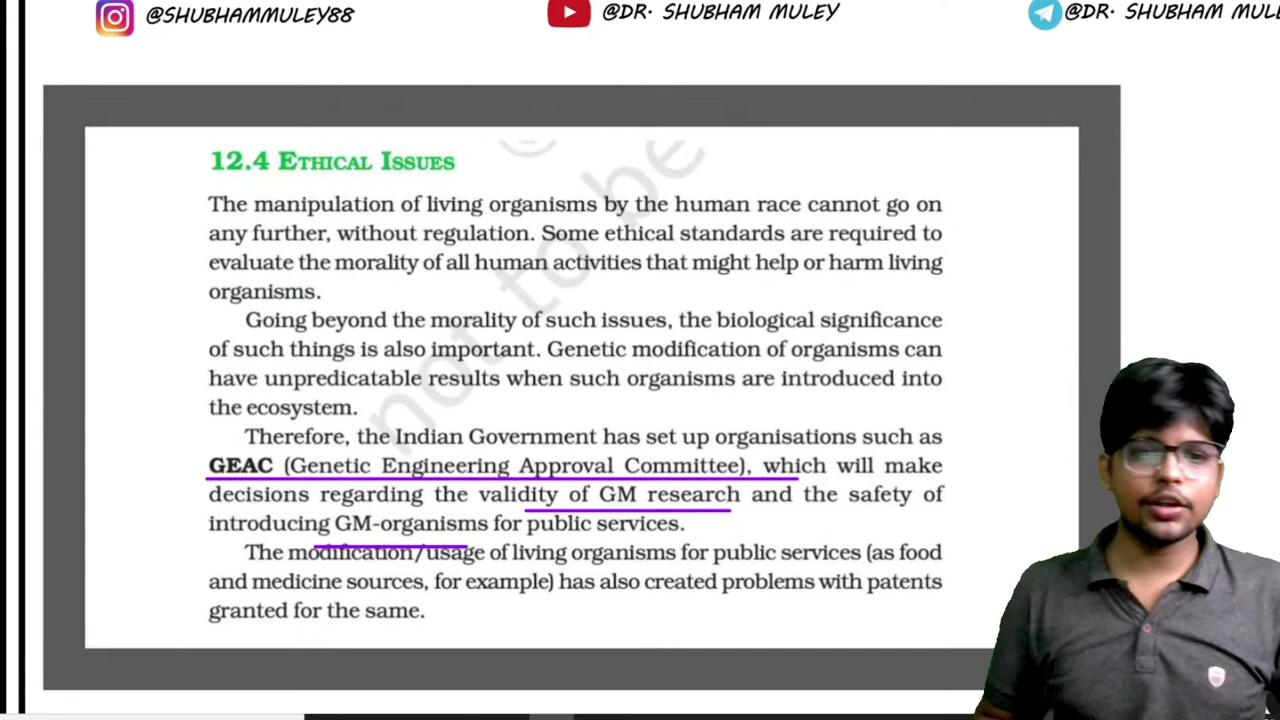 @SHUBHAMMULEY88 @DR. SHUBHAM MULEY @DR. SHUBHAM MUL
12.4 ETHICAL ISSUES
The manipulation of living organisms by the human race cannot go on
any further, without regulation. Some ethical standards are required to
evaluate the morality of all human activities that might help or harm living
organisms.
Going beyond the morality of such issues, the biological significance
of such things is also important. Genetic modification of organisms can
have unpredicatable results when such organisms are introduced into
the ecosystem.
Therefore, the Indian Government has set up organisations such as
GEAC (Genetic Engineering Approval Committee), which will make
decisions regarding the validity of GM research and the safety of
introducing GM-organisms for public services.
The modification/usage of living organisms for public services (as food
and medicine sources, for example) has also created problems with patents
granted for the same.
not to be